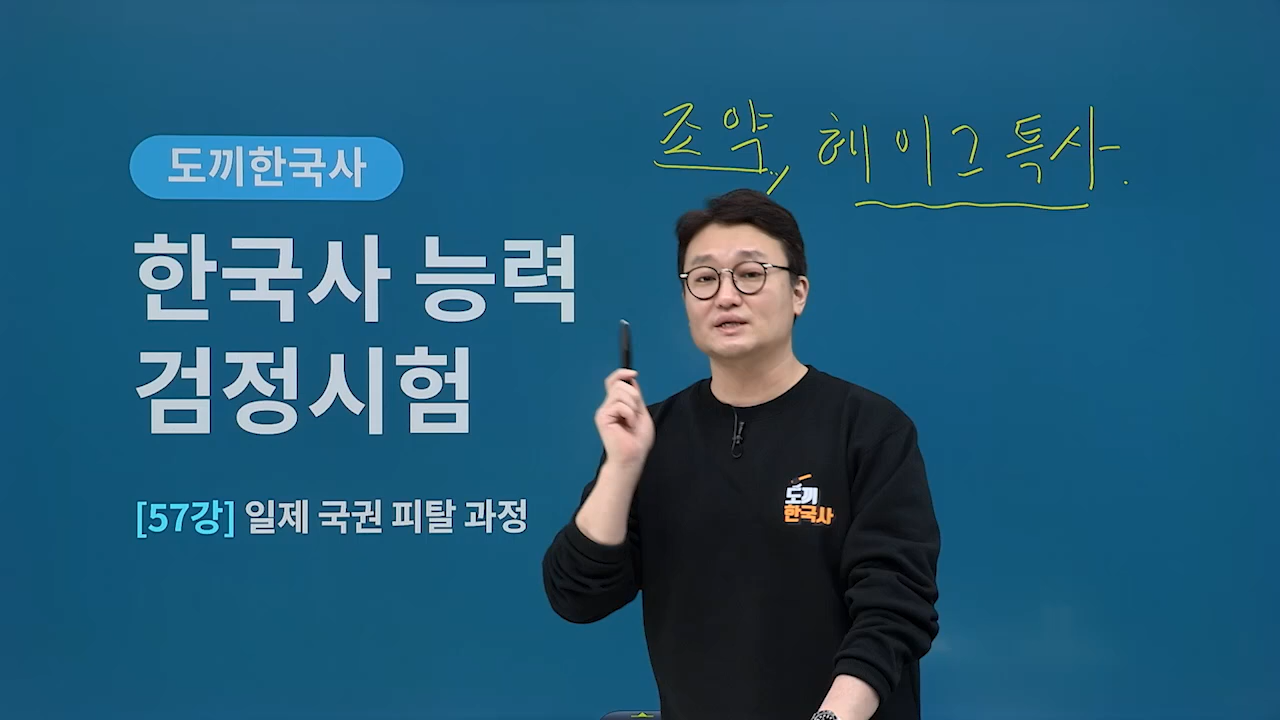 도끼한국사
조약, 헤이그특사.
한국사 능력
검정시험
[57강] 일제 국권 피탈 과정
도끼
한국사